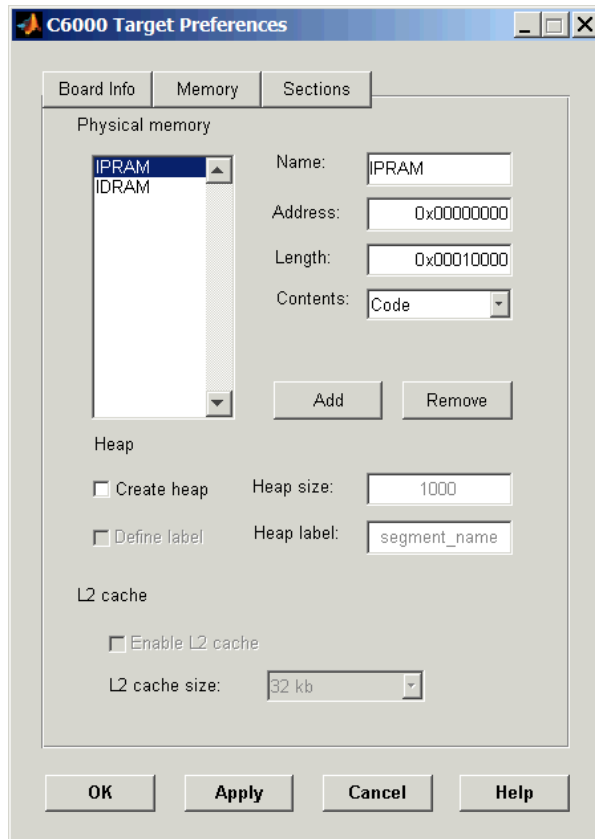 C6000 Target Preferences
Board Info Memory Sections
Physical memory
IPRAM
IDRAM
Name: IPRAM
Address: 0x00000000
Length: 0x00010000
Contents: Code
Add Remove
Heap
Create heap Heap size: 1000
Define label Heap label: segment_name
L2 cache
Enable L2 cache
L2 cache size: 32 kb
OK Apply Cancel Help